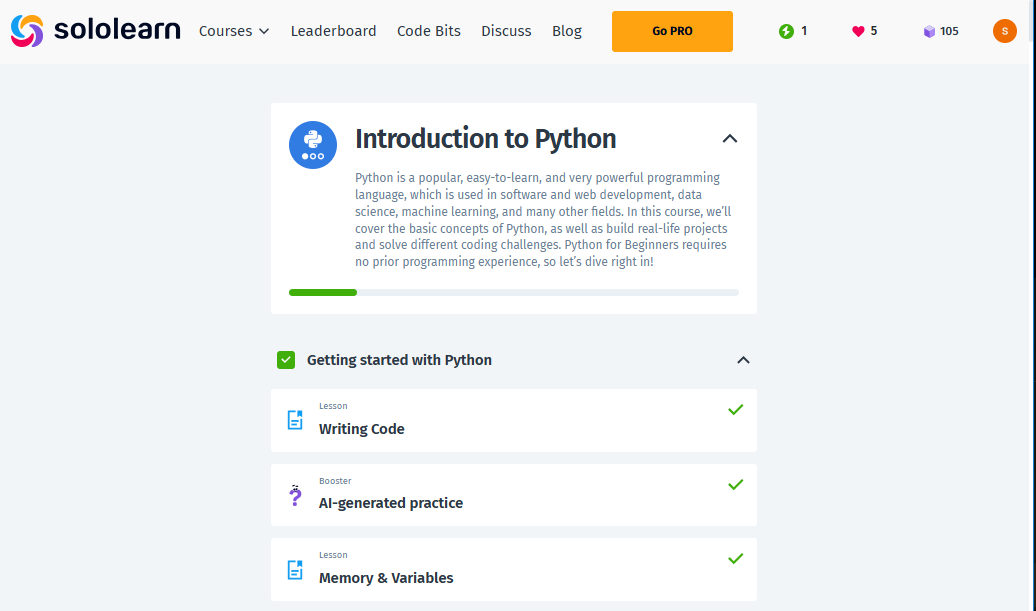 sololearn Courses Leaderboard Code Bits Discuss Blog Go PRO 1 5 105 S
Introduction to Python
Python is a popular, easy-to-learn, and very powerful programming
language, which is used in software and web development, data
science, machine learning, and many other fields. In this course, we’ll
cover the basic concepts of Python, as well as build real-life projects
and solve different coding challenges. Python for Beginners requires
no prior programming experience, so let’s dive right in!
Getting started with Python
Lesson
Writing Code
Booster
AI-generated practice
Lesson
Memory & Variables